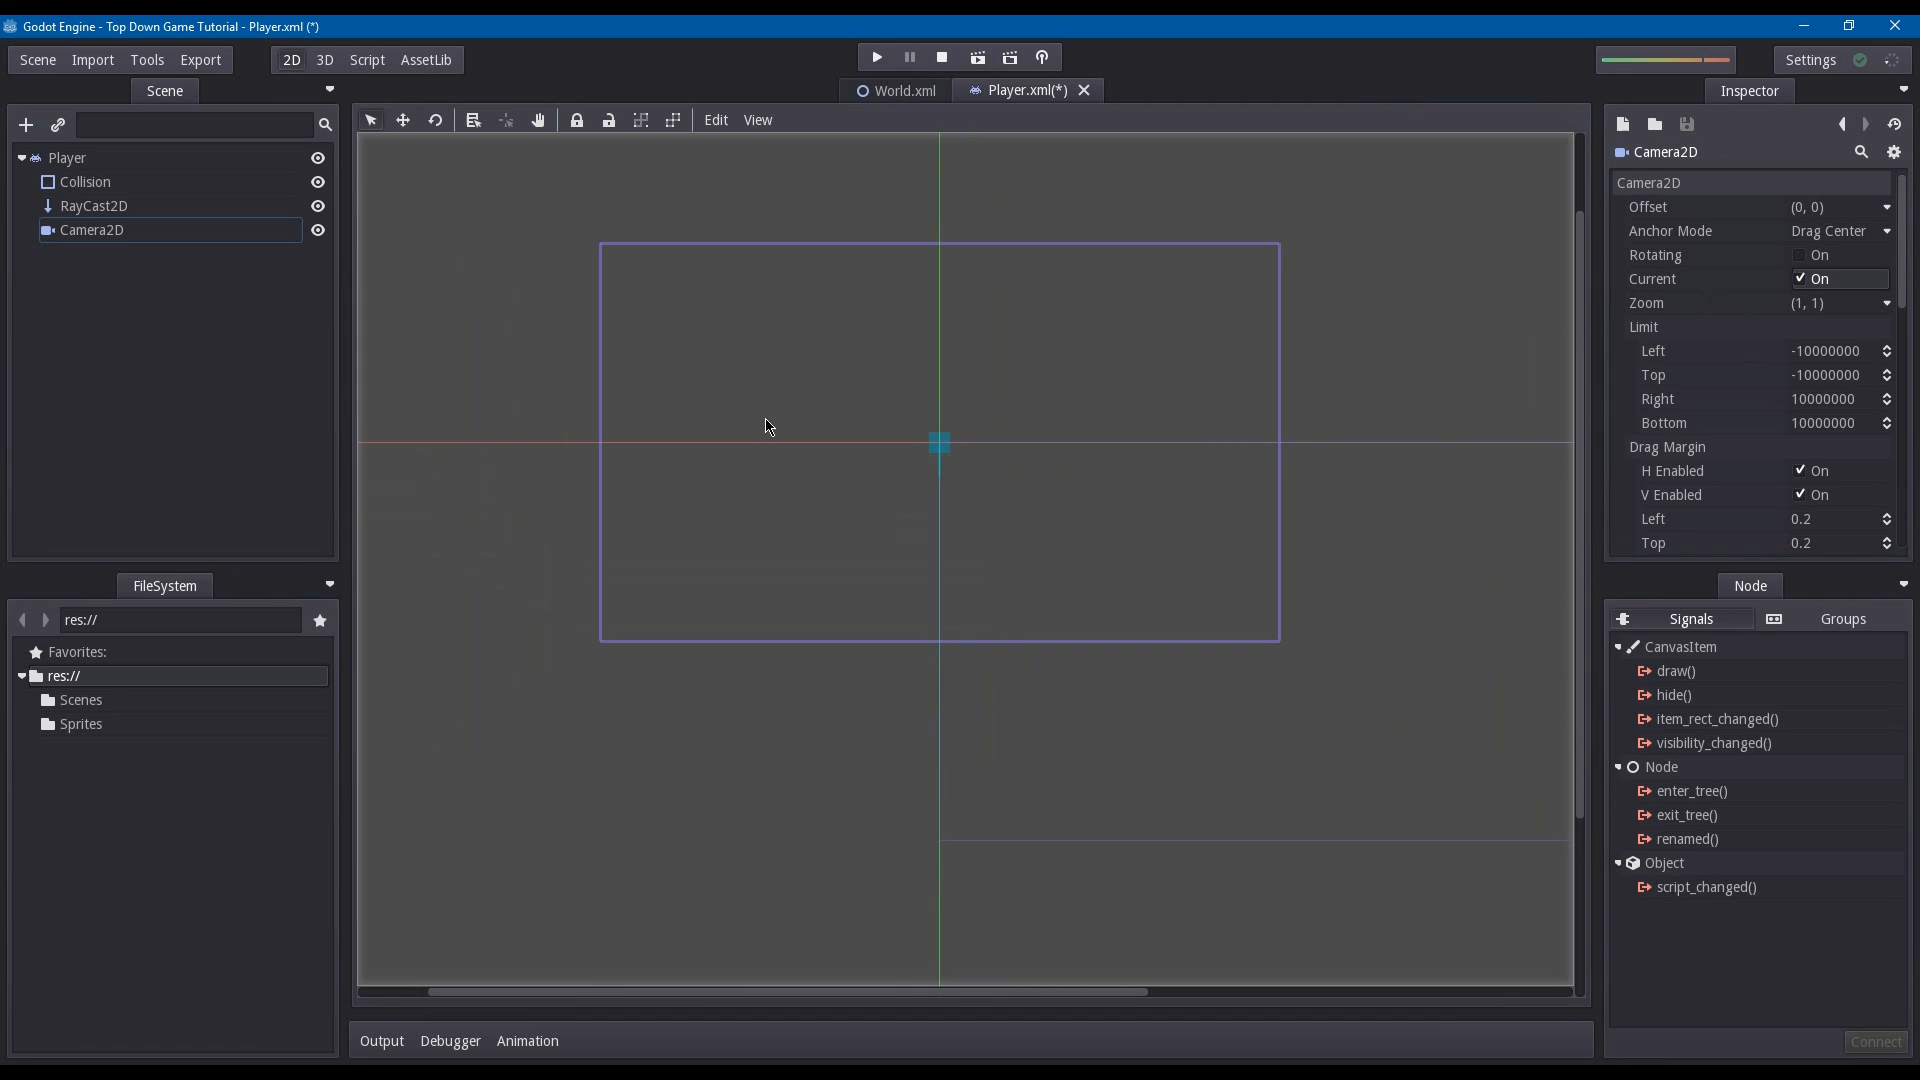 Godot Engine - Top Down Game Tutorial - Player.xml (*)
Scene Import Tools Export 2D 3D Script AssetLib Settings
Scene World.xml Player.xml(*) Inspector
Edit View
Player
Collision
RayCast2D
Camera2D
Camera2D
Camera2D
Offset (0, 0)
Anchor Mode Drag Center
Rotating On
Current On
Zoom (1, 1)
Limit
Left -10000000
Top -10000000
Right 10000000
Bottom 10000000
Drag Margin
H Enabled On
V Enabled On
Left 0.2
Top 0.2
FileSystem
res://
Favorites:
res://
Scenes
Sprites
Node
Signals Groups
CanvasItem
draw()
hide()
item_rect_changed()
visibility_changed()
Node
enter_tree()
exit_tree()
renamed()
Object
script_changed()
Connect
Output Debugger Animation